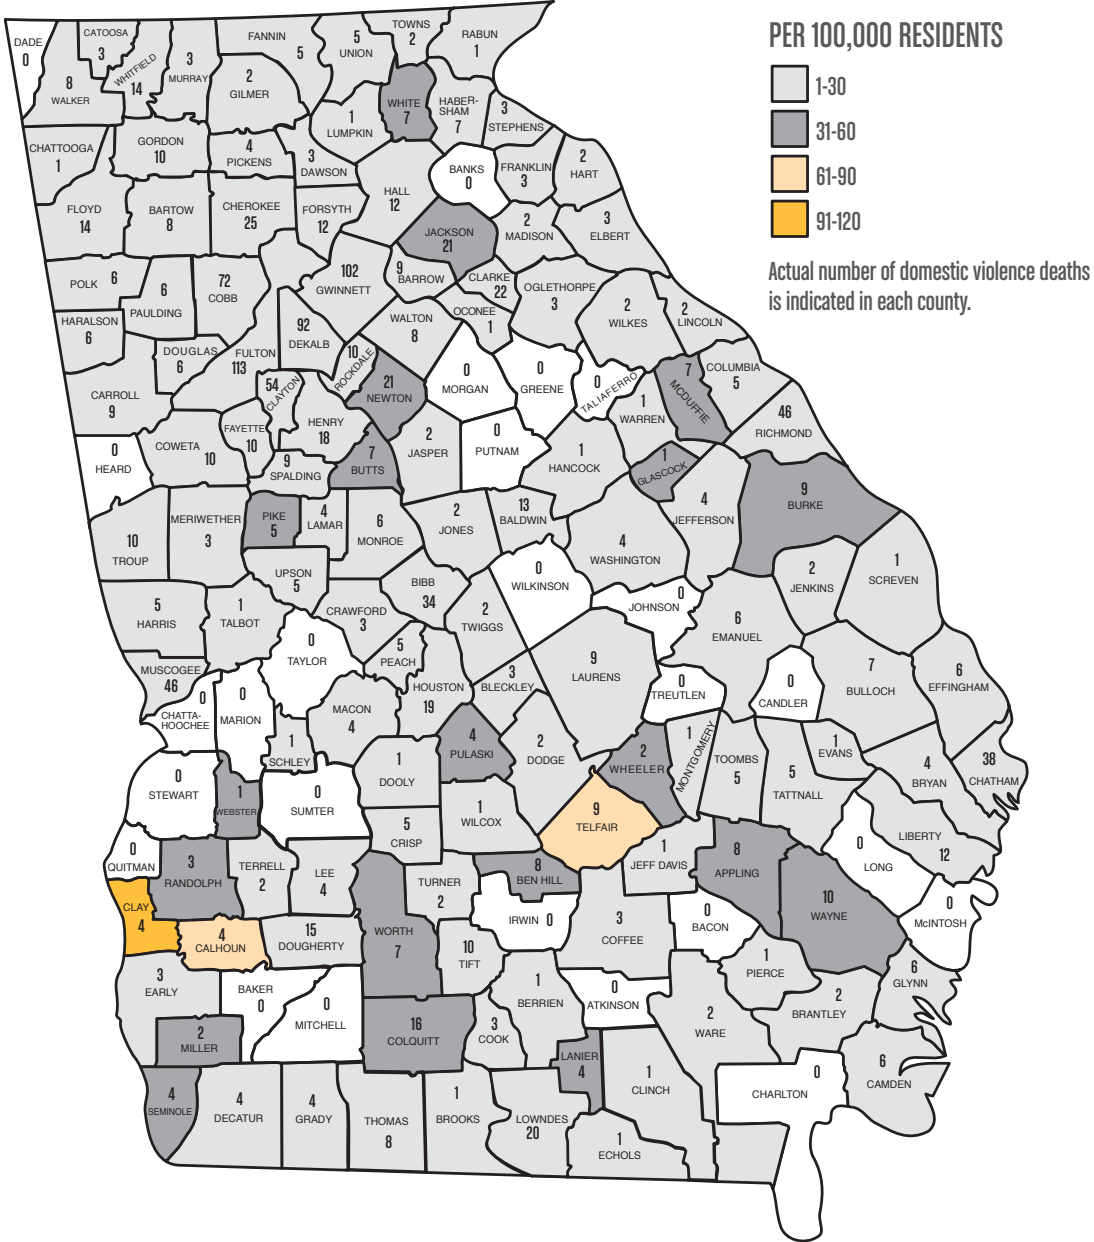 PER 100,000 RESIDENTS
1-30
31-60
61-90
91-120
Actual number of domestic violence deaths
is indicated in each county.
DADE
0
CATOOSA
3
WALKER
8
WHITFIELD
14
3
MURRAY
FANNIN
5
2
GILMER
5
UNION
TOWNS
2
RABUN
1
WHITE
7
HABER-
SHAM
7
3
STEPHENS
1
LUMPKIN
CHATTOOGA
1
GORDON
10
4
PICKENS
3
DAWSON
HALL
12
BANKS
0
FRANKLIN
3
2
HART
FLOYD
14
BARTOW
8
CHEROKEE
25
FORSYTH
12
JACKSON
21
2
MADISON
3
ELBERT
POLK 6
6
PAULDING
72
COBB
102
GWINNETT
9
BARROW
CLARKE
22
OCONEE
1
OGLETHORPE
3
2
WILKES
2
LINCOLN
HARALSON
6
DOUGLAS
6
FULTON
113
92
DEKALB
10
ROCKDALE
WALTON
8
21
NEWTON
0
MORGAN
0
GREENE
0
TALIAFERRO
7
MCDUFFIE
COLUMBIA
5
CARROLL
9
54
CLAYTON
FAYETTE
10
HENRY
18
1
WARREN
46
RICHMOND
0
HEARD
COWETA
10
9
SPALDING
7
BUTTS
2
JASPER
0
PUTNAM
1
HANCOCK
1
GLASCOCK
4
JEFFERSON
9
BURKE
10
TROUP
MERIWETHER
3
PIKE
5
4
LAMAR
6
MONROE
2
JONES
13
BALDWIN
4
WASHINGTON
2
JENKINS
1
SCREVEN
UPSON
5
0
WILKINSON
0
JOHNSON
6
EMANUEL
5
HARRIS
1
TALBOT
CRAWFORD
3
BIBB
34
2
TWIGGS
0
TAYLOR
5
PEACH
MUSCOGEE
46
0
CHATTA-
HOOCHEE
0
MARION
MACON
4
HOUSTON
19
3
BLECKLEY
9
LAURENS
0
TREUTLEN
0
CANDLER
7
BULLOCH
6
EFFINGHAM
1
SCHLEY
1
DOOLY
4
PULASKI
2
DODGE
2
WHEELER
1
MONTGOMERY
TOOMBS
5
5
TATTNALL
1
EVANS
4
BRYAN
38
CHATHAM
0
STEWART
1
WEBSTER
0
SUMTER
5
CRISP
1
WILCOX
9
TELFAIR
1
JEFF DAVIS
8
APPLING
10
WAYNE
0
LONG
LIBERTY
12
0
McINTOSH
0
QUITMAN
3
RANDOLPH
TERRELL
2
LEE
4
TURNER
2
8
BEN HILL
IRWIN 0
3
COFFEE
0
BACON
1
PIERCE
CLAY
4
4
CALHOUN
15
DOUGHERTY
WORTH
7
10
TIFT
1
BERRIEN
0
ATKINSON
2
WARE
2
BRANTLEY
6
GLYNN
3
EARLY
BAKER
0
0
MITCHELL
16
COLQUITT
3
COOK
2
MILLER
LANIER
4
1
CLINCH
0
CHARLTON
6
CAMDEN
4
SEMINOLE
4
DECATUR
4
GRADY
THOMAS
8
1
BROOKS
LOWNDES
20
1
ECHOLS